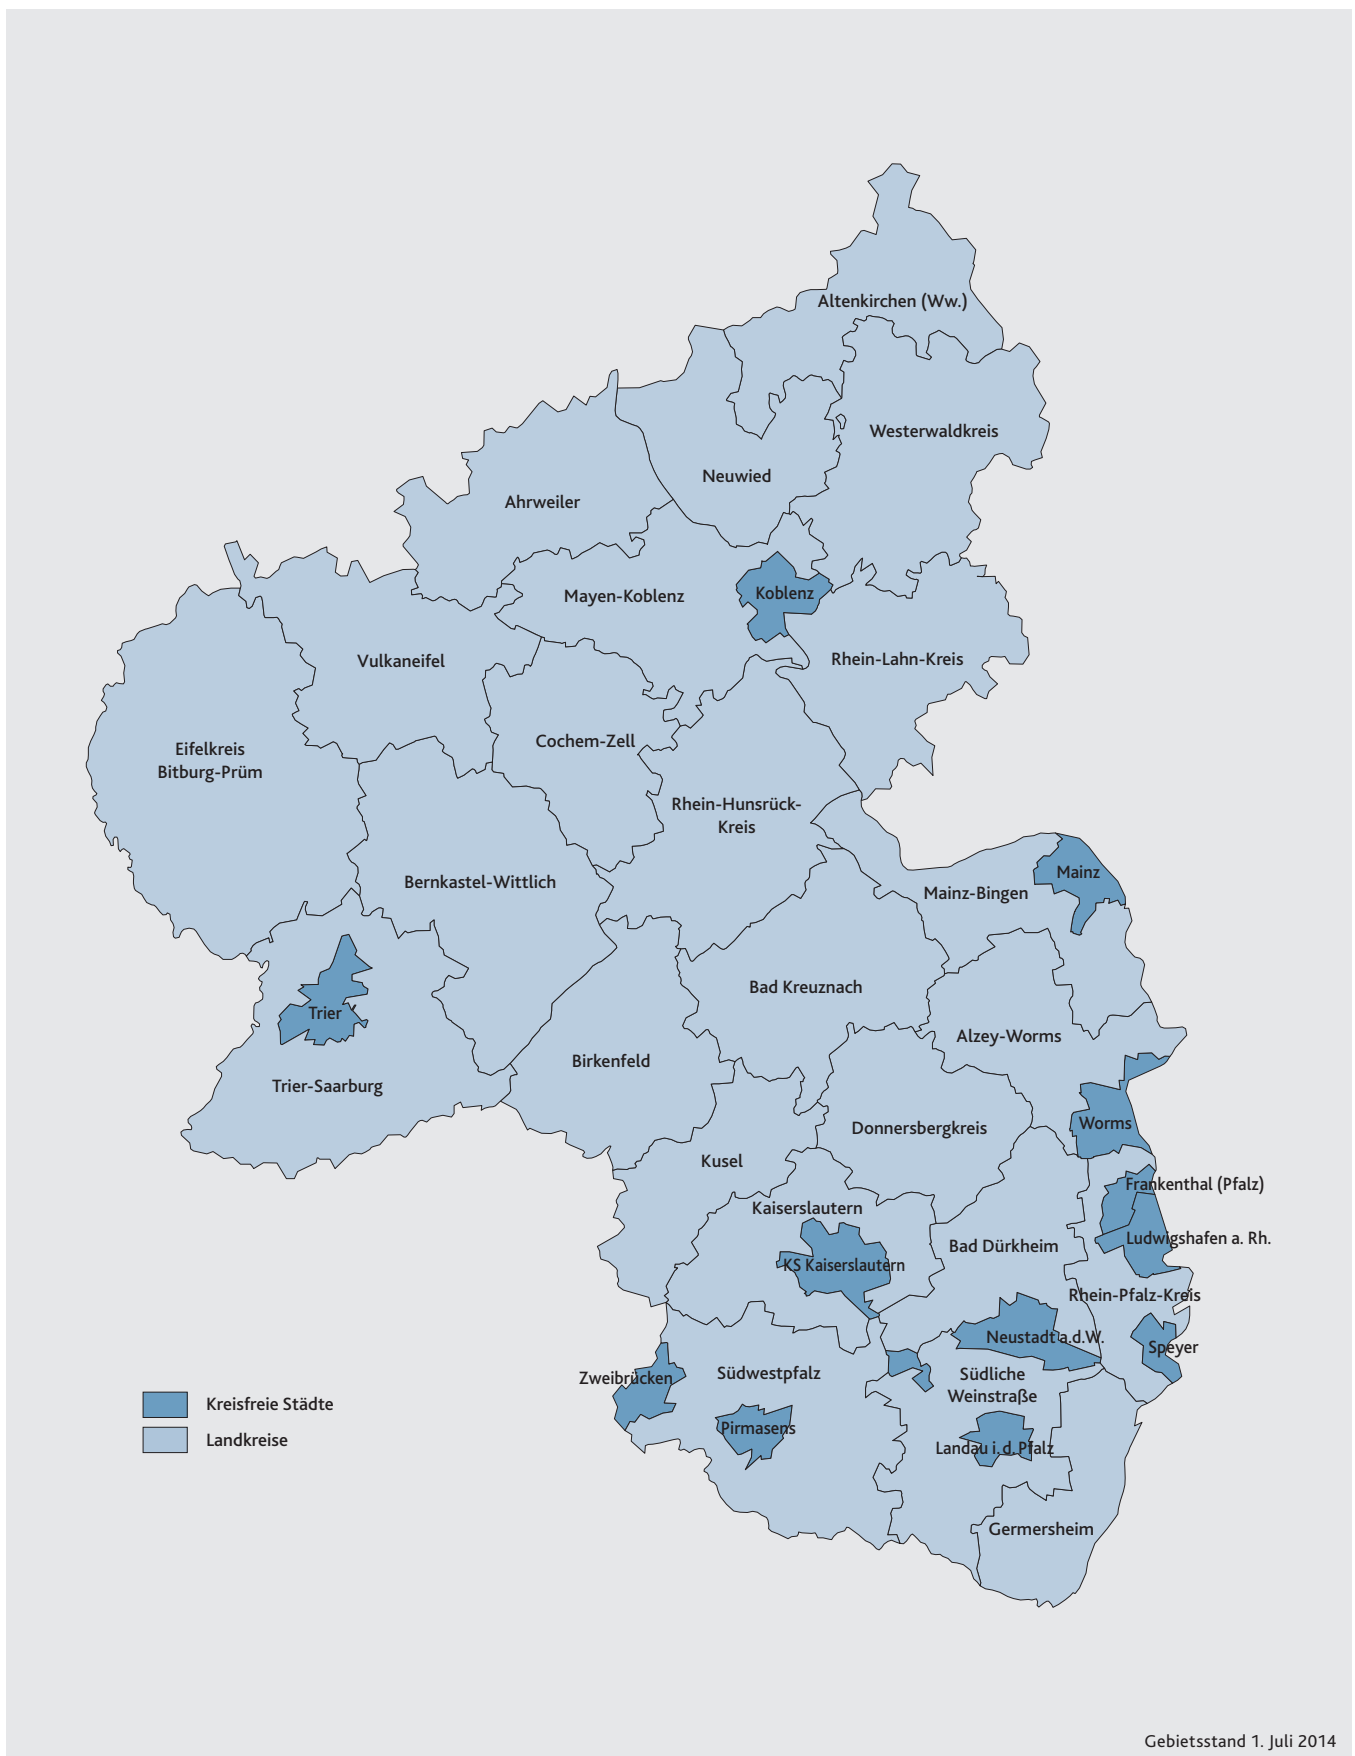 Altenkirchen (Ww.)
Westerwaldkreis
Neuwied
Ahrweiler
Mayen-Koblenz
Koblenz
Vulkaneifel
Rhein-Lahn-Kreis
Cochem-Zell
Eifelkreis
Bitburg-Prüm
Rhein-Hunsrück-
Kreis
Mainz
Bernkastel-Wittlich
Mainz-Bingen
Bad Kreuznach
Trier
Alzey-Worms
Birkenfeld
Trier-Saarburg
Worms
Donnersbergkreis
Kusel
Frankenthal (Pfalz)
Kaiserslautern
Ludwigshafen a. Rh.
Bad Dürkheim
KS Kaiserslautern
Rhein-Pfalz-Kreis
Neustadt a.d.W.
Speyer
Zweibrücken
Südwestpfalz
Südliche
Weinstraße
Pirmasens
Landau i. d. Pfalz
Germersheim
Kreisfreie Städte
Landkreise
Gebietsstand 1. Juli 2014